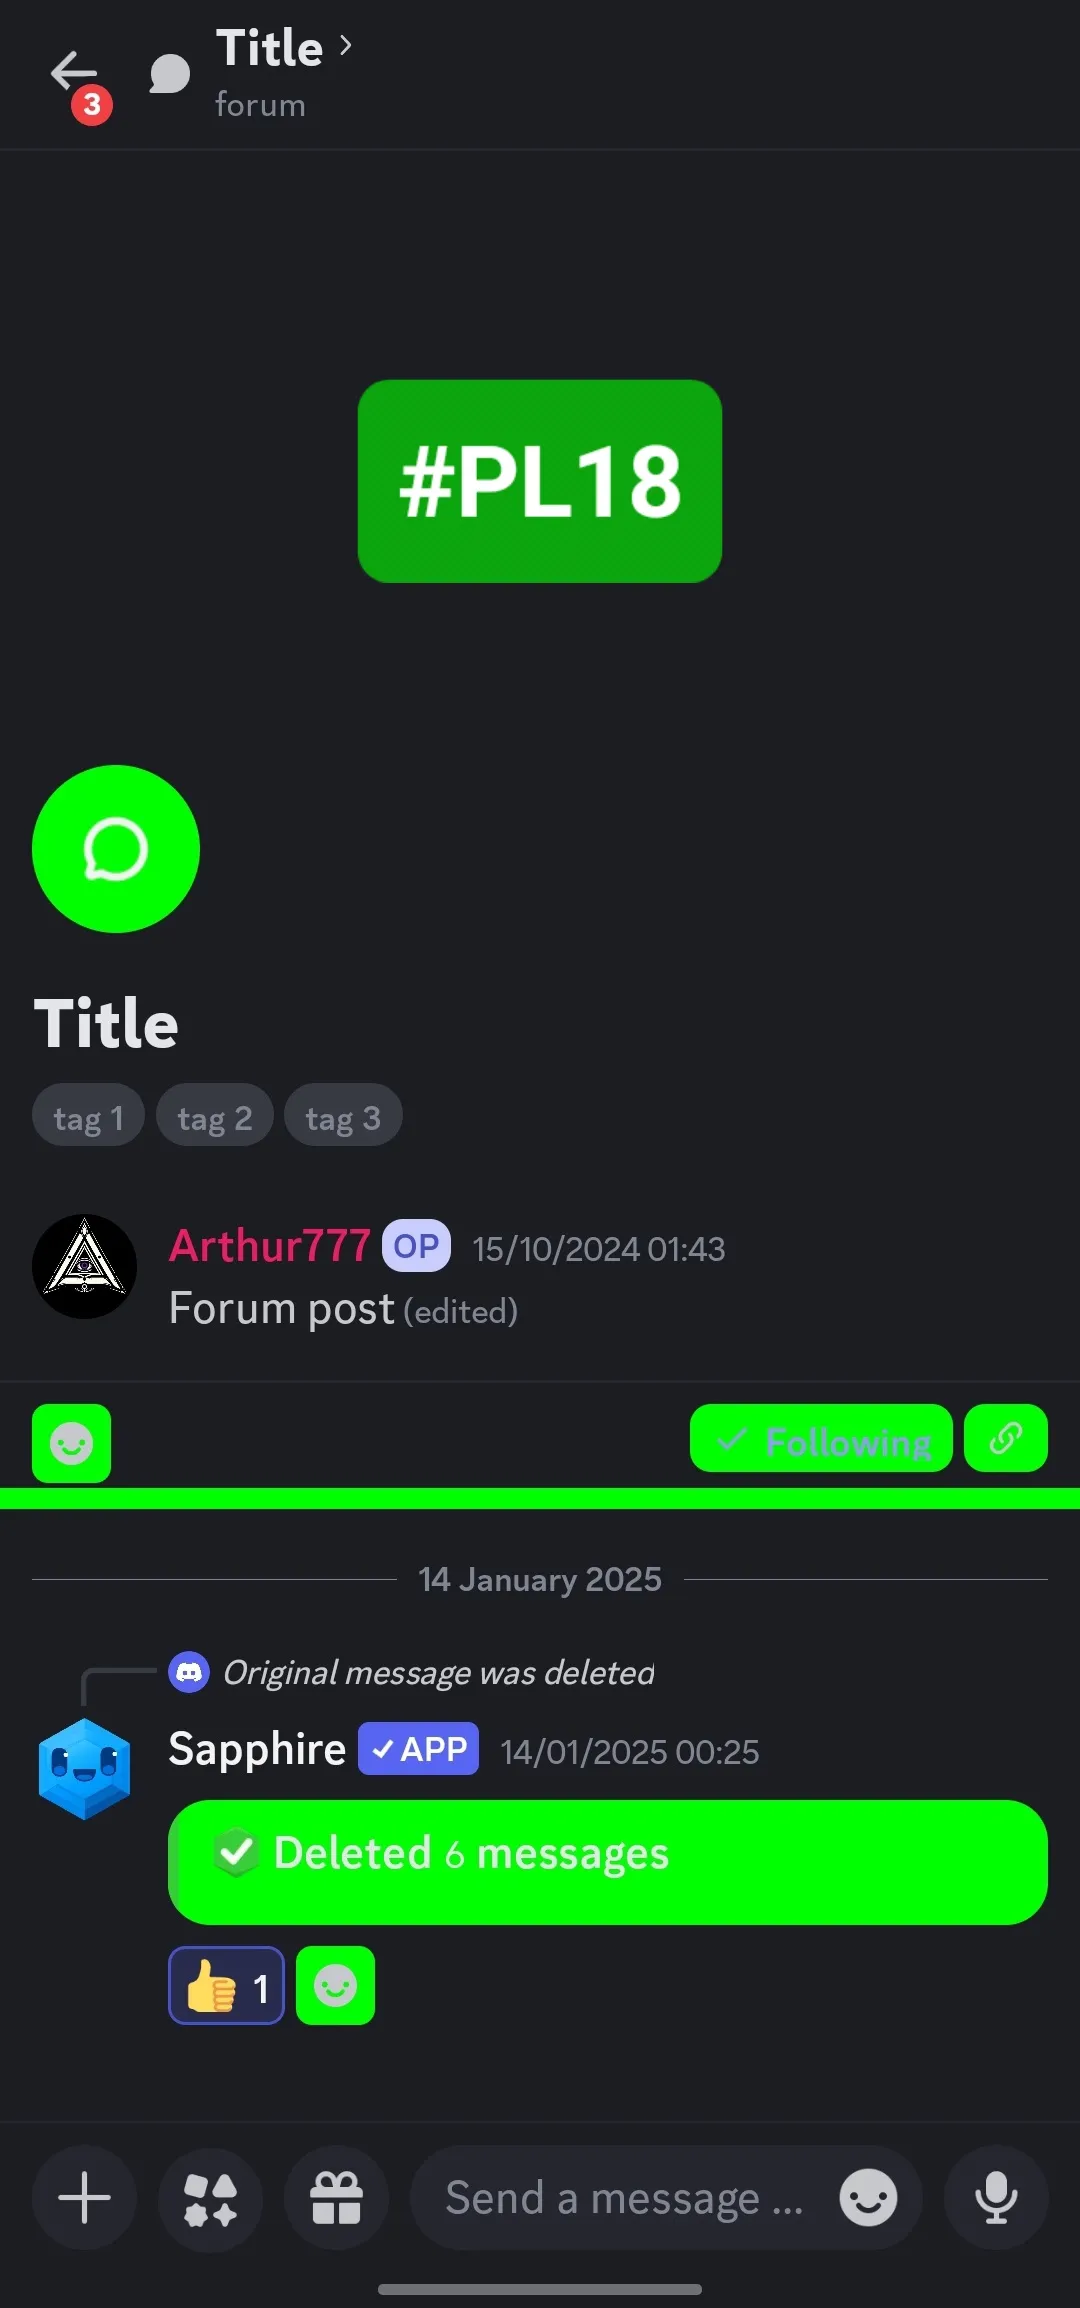 Title
3
forum
#PL18
Title
tag 1 tag 2 tag 3
Arthur777 OP 15/10/2024 01:43
Forum post (edited)
Following
14 January 2025
Original message was deleted
Sapphire APP 14/01/2025 00:25
Deleted 6 messages
1
Send a message ...